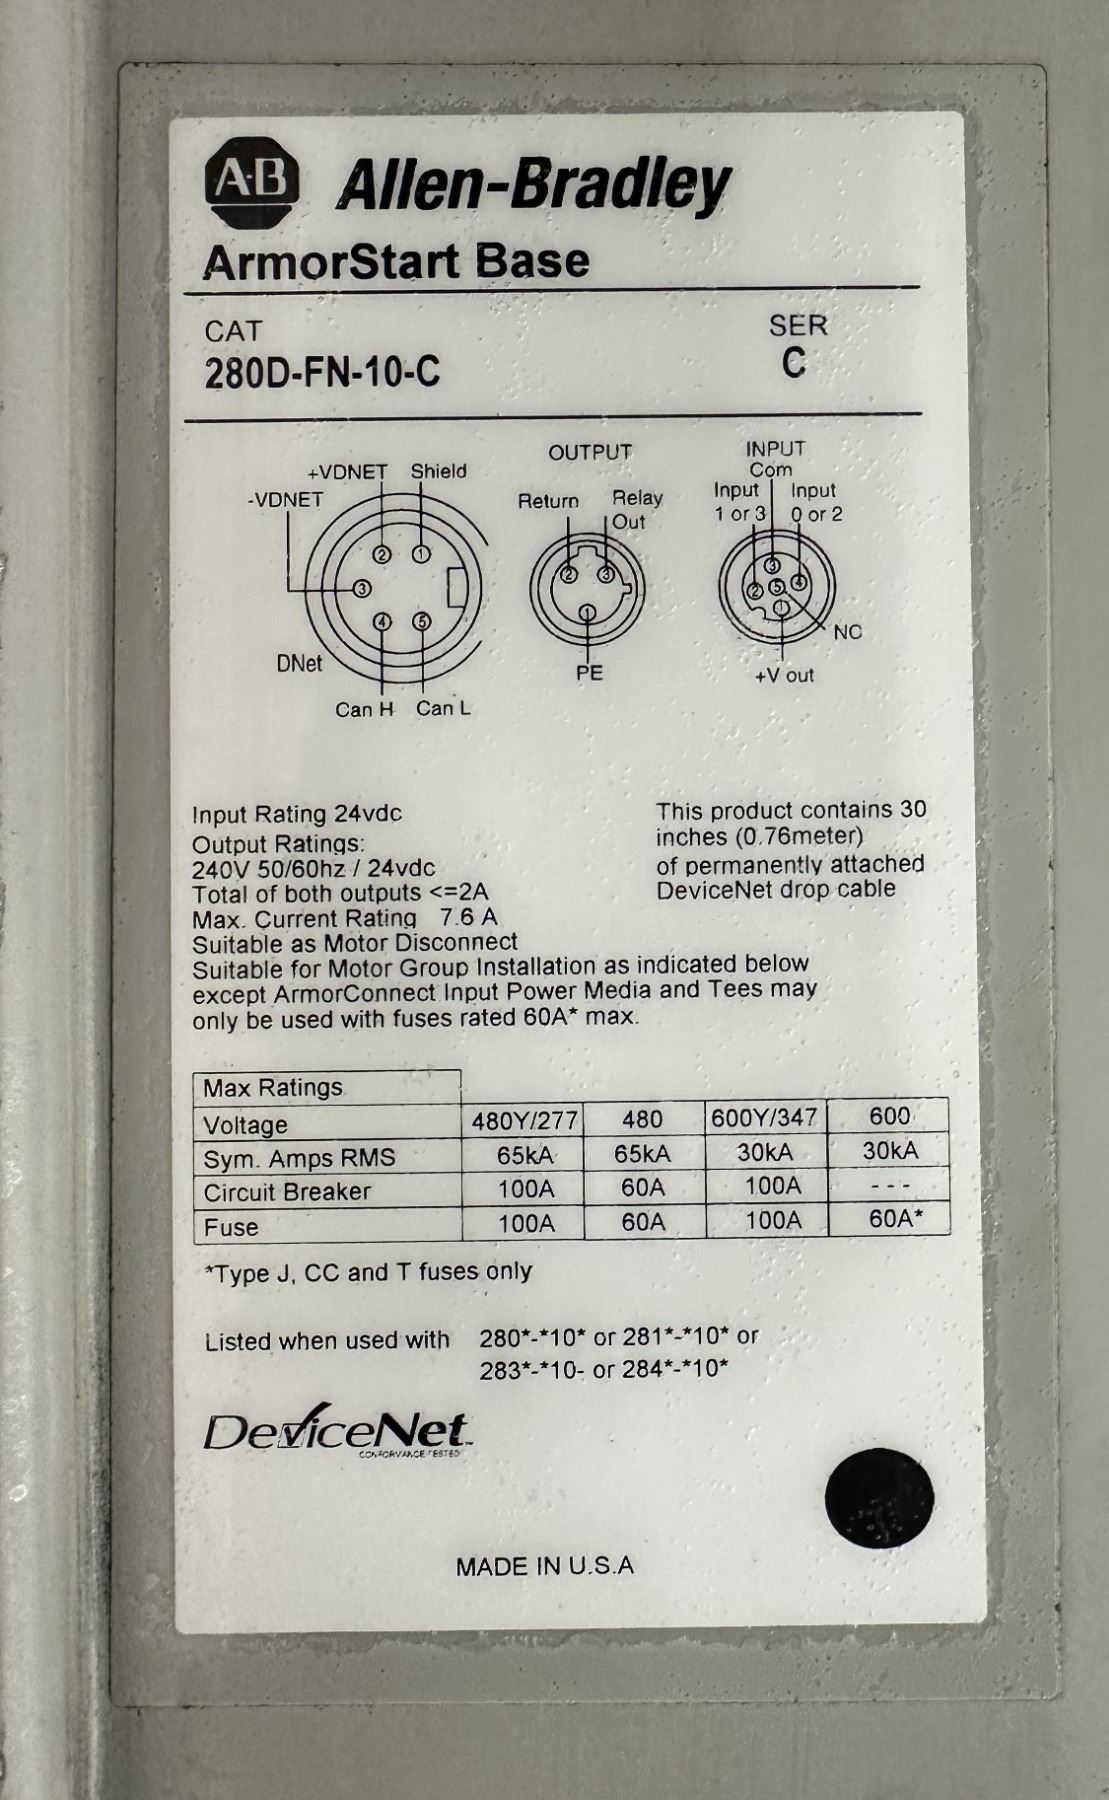 A-B Allen-Bradley
ArmorStart Base
CAT
280D-FN-10-C
SER
C
+VDNET Shield
-VDNET
2 1
3
4 5
DNet
Can H Can L
OUTPUT
Return Relay
Out
2 3
1
PE
INPUT
Com
Input Input
1 or 3 0 or 2
3
2 5 4
NC
+V out
Input Rating 24vdc
Output Ratings:
240V 50/60hz / 24vdc
Total of both outputs <=2A
Max. Current Rating 7.6 A
Suitable as Motor Disconnect
Suitable for Motor Group Installation as indicated below
except ArmorConnect Input Power Media and Tees may
only be used with fuses rated 60A* max.
This product contains 30
inches (0.76meter)
of permanently attached
DeviceNet drop cable
Max Ratings
Voltage 480Y/277 480 600Y/347 600
Sym. Amps RMS 65kA 65kA 30kA 30kA
Circuit Breaker 100A 60A 100A ---
Fuse 100A 60A 100A 60A*
*Type J, CC and T fuses only
Listed when used with 280*-*10* or 281*-*10* or
283*-*10- or 284*-*10*
DeviceNet
CONFORMANCE TESTED
MADE IN U.S.A